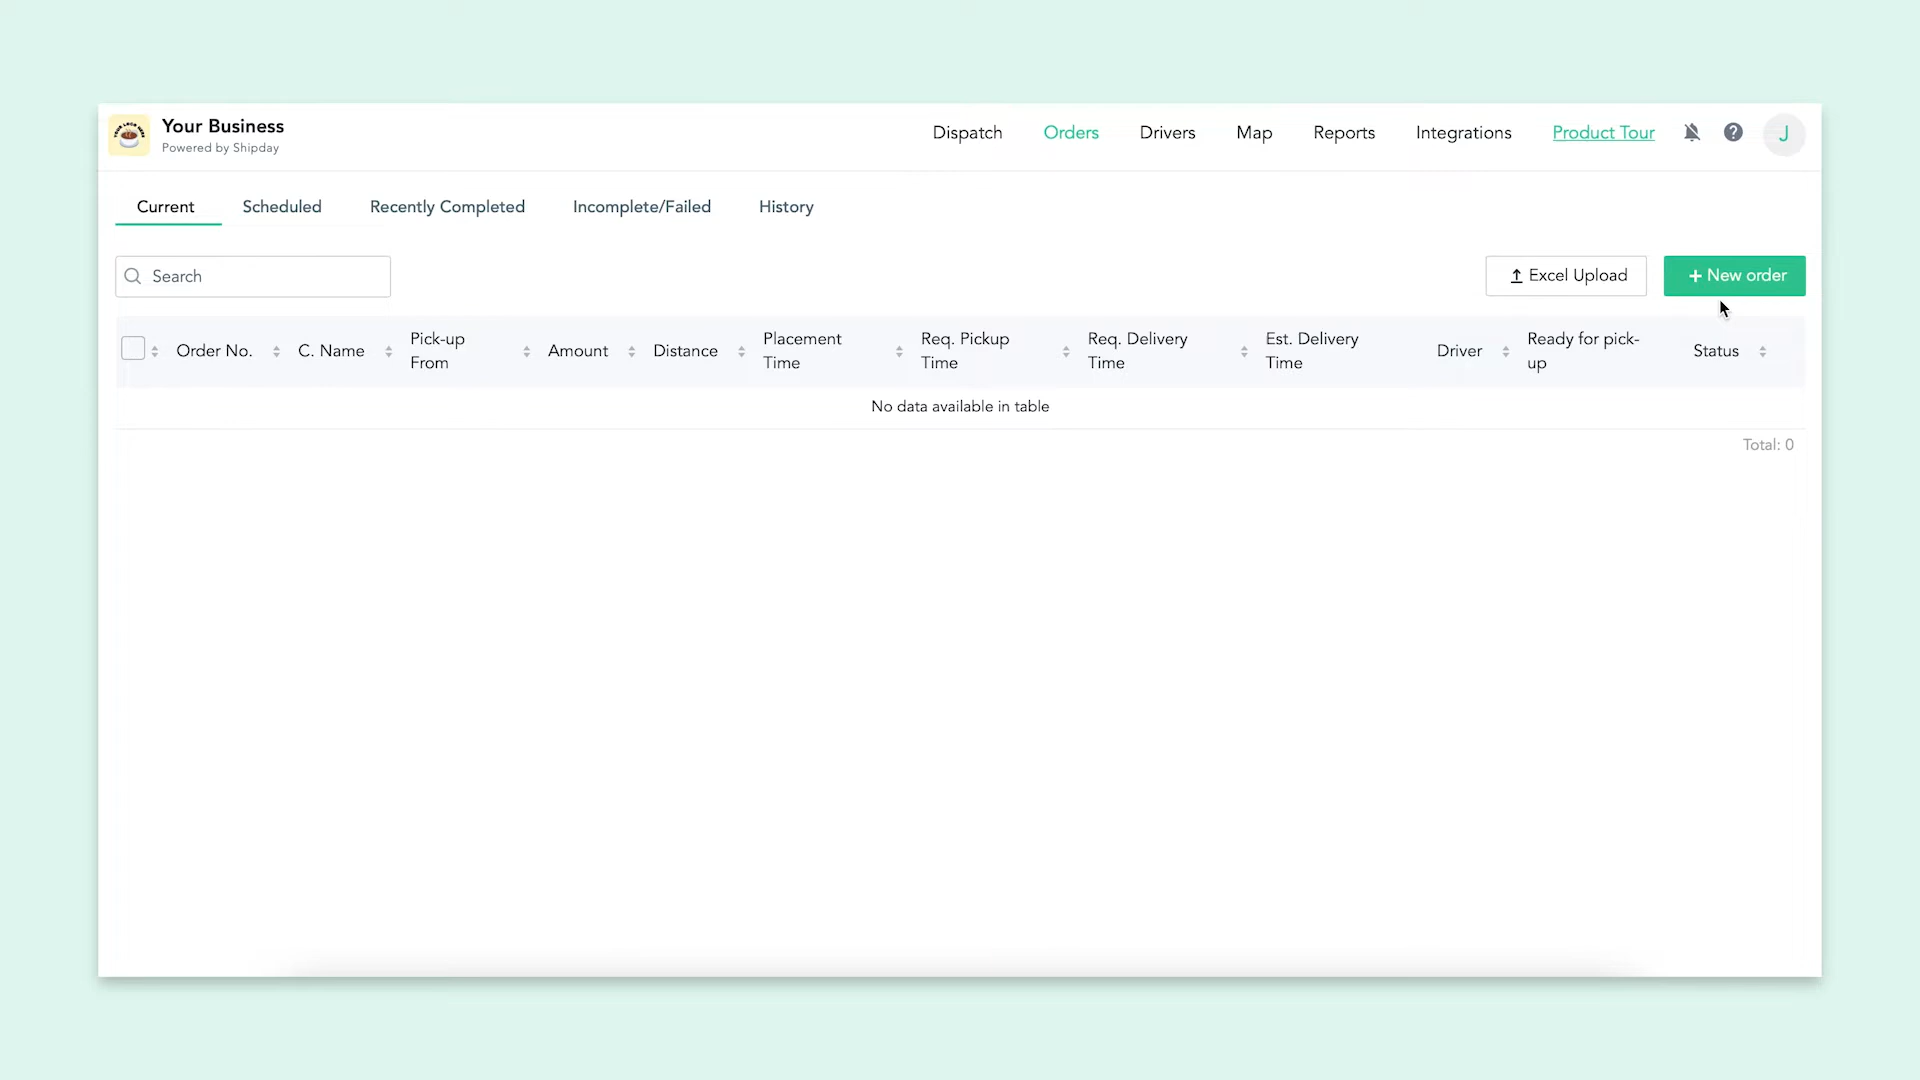 Your Business
Powered by Shipday
Dispatch
Orders
Drivers
Map
Reports
Integrations
Product Tour
?
J
Current
Scheduled
Recently Completed
Incomplete/Failed
History
Search
Excel Upload
+ New order
Order No.
C. Name
Pick-up
From
Amount
Distance
Placement
Time
Req. Pickup
Time
Req. Delivery
Time
Est. Delivery
Time
Driver
Ready for pick-
up
Status
No data available in table
Total: 0